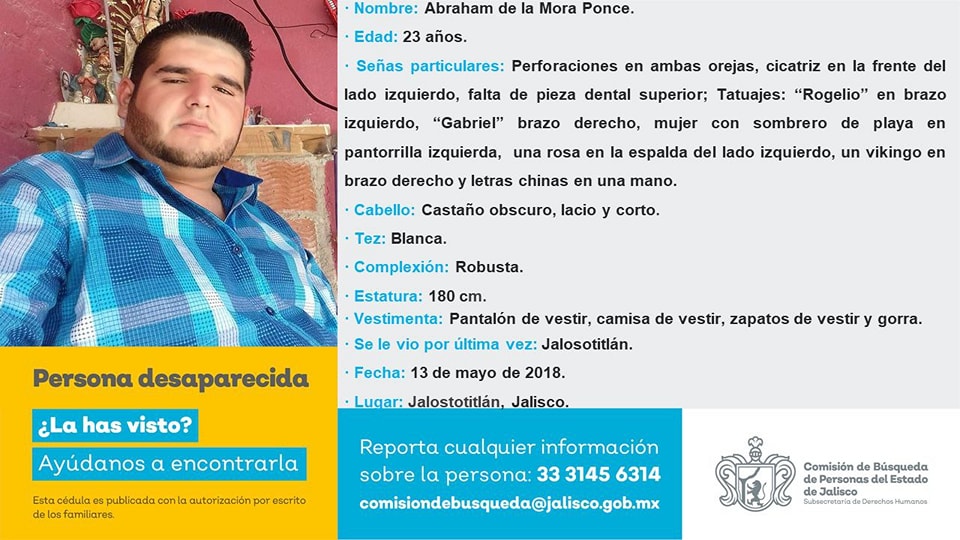 · Nombre: Abraham de la Mora Ponce.
· Edad: 23 años.
· Señas particulares: Perforaciones en ambas orejas, cicatriz en la frente del
lado izquierdo, falta de pieza dental superior; Tatuajes: “Rogelio” en brazo
izquierdo, “Gabriel” brazo derecho, mujer con sombrero de playa en
pantorrilla izquierda, una rosa en la espalda del lado izquierdo, un vikingo en
brazo derecho y letras chinas en una mano.
· Cabello: Castaño obscuro, lacio y corto.
· Tez: Blanca.
· Complexión: Robusta.
· Estatura: 180 cm.
· Vestimenta: Pantalón de vestir, camisa de vestir, zapatos de vestir y gorra.
· Se le vio por última vez: Jalosotitlán.
· Fecha: 13 de mayo de 2018.
· Lugar: Jalostotitlán, Jalisco.
Persona desaparecida
¿La has visto?
Ayúdanos a encontrarla
Esta cédula es publicada con la autorización por escrito
de los familiares.
Reporta cualquier información
sobre la persona: 33 3145 6314
comisiondebusqueda@jalisco.gob.mx
Comisión de Búsqueda
de Personas del Estado
de Jalisco
Subsecretaría de Derechos Humanos